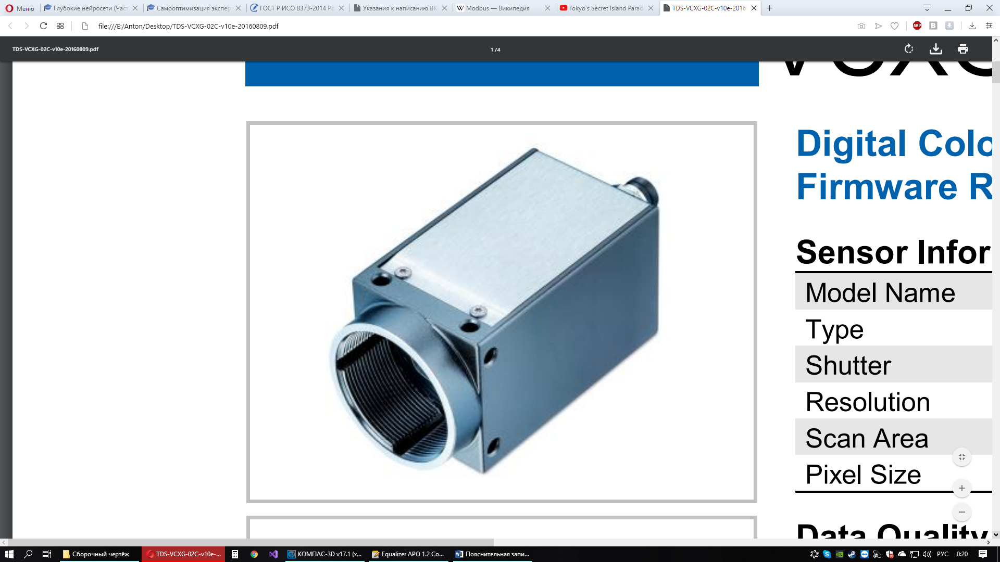 Меню
Глубокие нейросети (Част
Самооптимизация экспер
ГОСТ Р ИСО 8373-2014 Ро
Указания к написанию ВК
W Modbus — Википедия
Tokyo's Secret Island Parad
TDS-VCXG-02C-v10e-2016
file:///E:/Anton/Desktop/TDS-VCXG-02C-v10e-20160809.pdf
ABP
B
TDS-VCXG-02C-v10e-20160809.pdf
1 / 4
VCXG
Digital Colo
Firmware R
Sensor Infor
Model Name
Type
Shutter
Resolution
Scan Area
Pixel Size
Data Quality
Сборочный чертёж
TDS-VCXG-02C-v10e-...
КОМПАС-3D v17.1 (x...
Equalizer APO 1.2 Co...
Пояснительная запи...
РУС
0:20